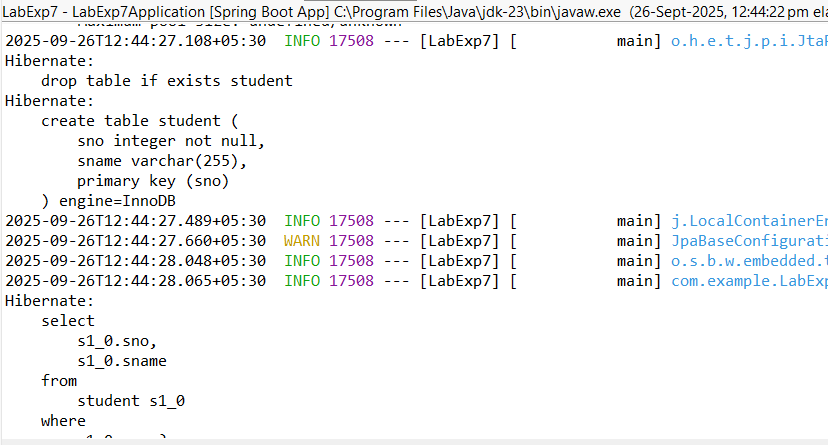 LabExp7 - LabExp7Application [Spring Boot App] C:\Program Files\Java\jdk-23\bin\javaw.exe (26-Sept-2025, 12:44:22 pm ela
2025-09-26T12:44:27.108+05:30  INFO 17508 --- [LabExp7] [           main] o.h.e.t.j.p.i.JtaP
Hibernate:
    drop table if exists student
Hibernate:
    create table student (
        sno integer not null,
        sname varchar(255),
        primary key (sno)
    ) engine=InnoDB
2025-09-26T12:44:27.489+05:30  INFO 17508 --- [LabExp7] [           main] j.LocalContainerEn
2025-09-26T12:44:27.660+05:30  WARN 17508 --- [LabExp7] [           main] JpaBaseConfigurati
2025-09-26T12:44:28.048+05:30  INFO 17508 --- [LabExp7] [           main] o.s.b.w.embedded.t
2025-09-26T12:44:28.065+05:30  INFO 17508 --- [LabExp7] [           main] com.example.LabExp
Hibernate:
    select
        s1_0.sno,
        s1_0.sname
    from
        student s1_0
    where